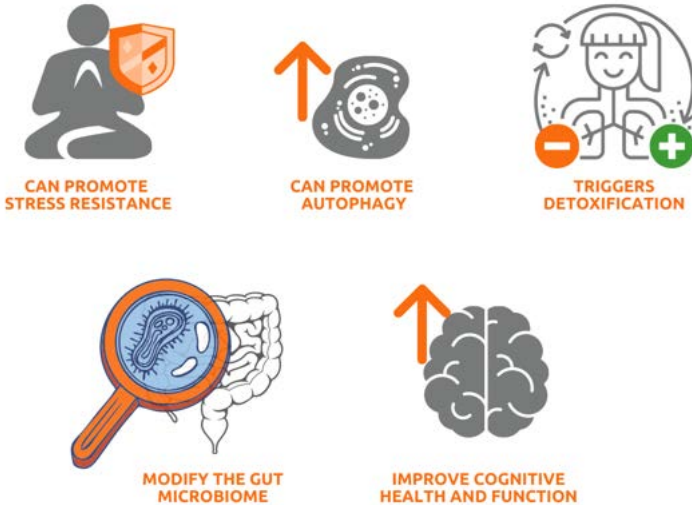 CAN PROMOTE
STRESS RESISTANCE
CAN PROMOTE
AUTOPHAGY
TRIGGERS
DETOXIFICATION
MODIFY THE GUT
MICROBIOME
IMPROVE COGNITIVE
HEALTH AND FUNCTION